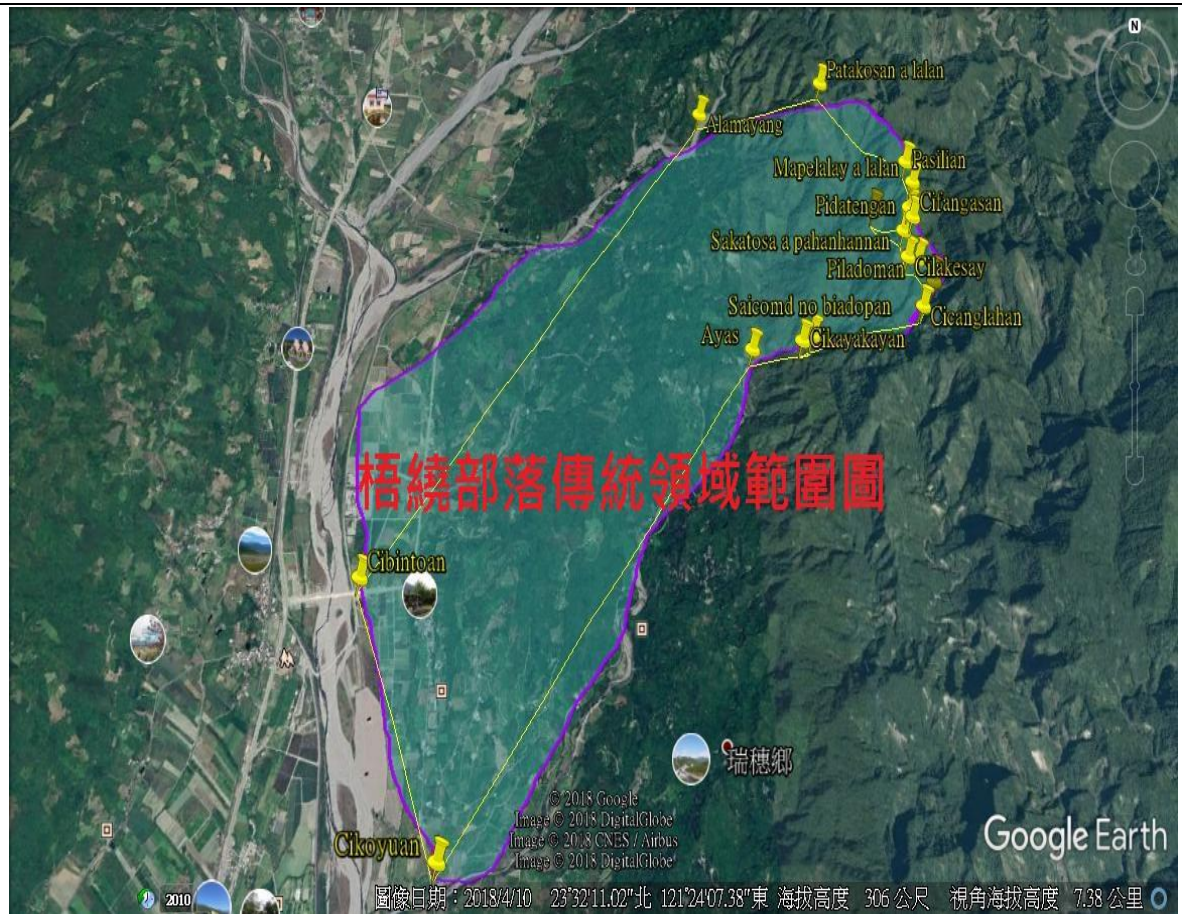 N
Patakosan a lalan
Alamayang
Mapelalay a lalan
Pasilian
Pidatengan
Cifangasan
Sakatosa a pahanhannan
Piladoman
Cilakesay
Saicomd no biadopan
Cicanglahan
Ayas
Cikayakayan
梧繞部落傳統領域範圍圖
Cibintoan
瑞穗鄉
© 2018 Google
Image © 2018 DigitalGlobe
Image © 2018 CNES / Airbus
Image © 2018 DigitalGlobe
Cikoyuan
Google Earth
2010
圖像日期：2018/4/10 23°32'11.02"北 121°24'07.38"東 海拔高度 306 公尺 視角海拔高度 7.38 公里